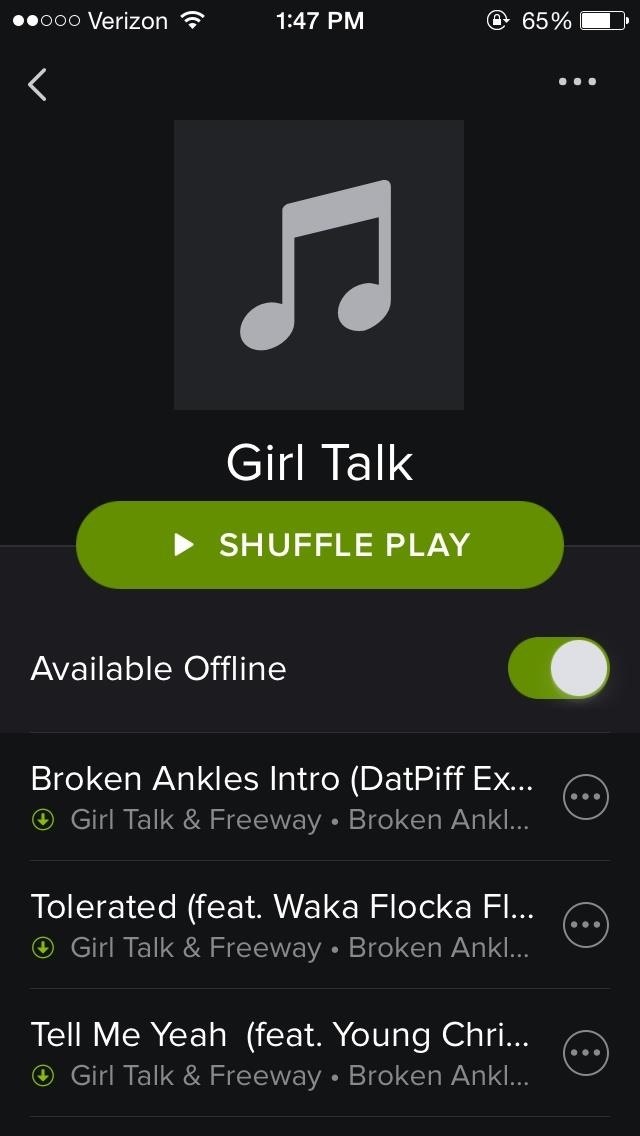 Verizon 1:47 PM 65%
Girl Talk
SHUFFLE PLAY
Available Offline
Broken Ankles Intro (DatPiff Ex...
Girl Talk & Freeway • Broken Ankl...
Tolerated (feat. Waka Flocka Fl...
Girl Talk & Freeway • Broken Ankl...
Tell Me Yeah  (feat. Young Chri...
Girl Talk & Freeway • Broken Ankl...